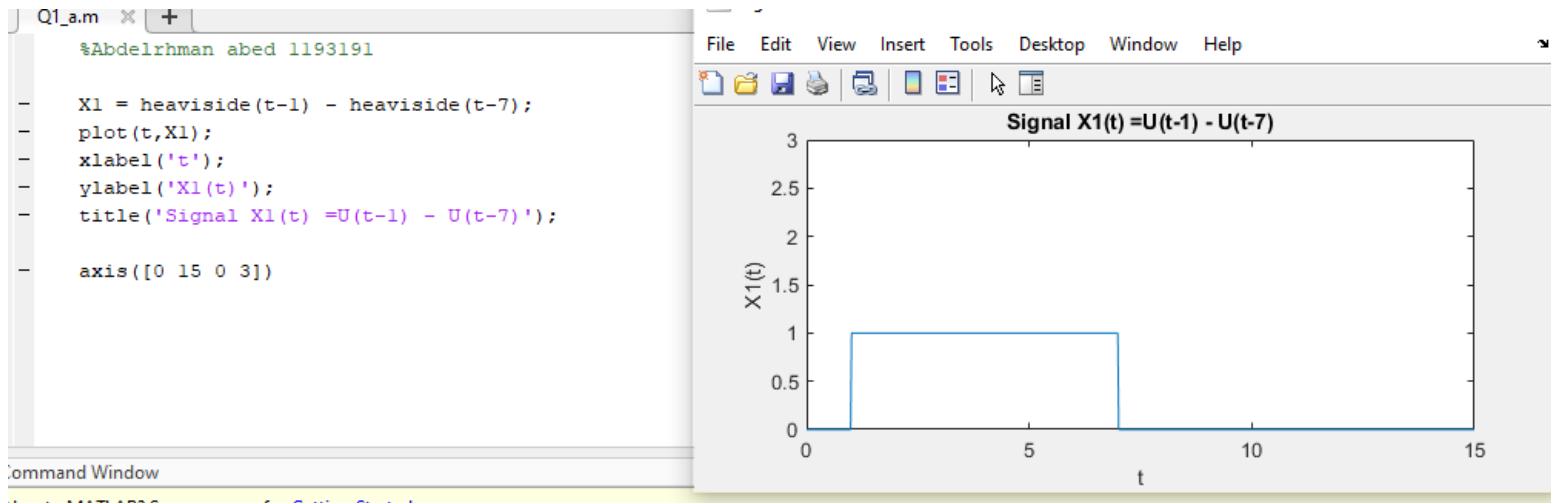 Q1_a.m × +
%Abdelrhman abed 1193191
X1 = heaviside(t-1) - heaviside(t-7);
plot(t,X1);
xlabel('t');
ylabel('X1(t)');
title('Signal X1(t) =U(t-1) - U(t-7)');
axis([0 15 0 3])
Command Window
File Edit View Insert Tools Desktop Window Help
Signal X1(t) =U(t-1) - U(t-7)
3
2.5
2
1.5
1
0.5
0
X1(t)
0 5 10 15
t